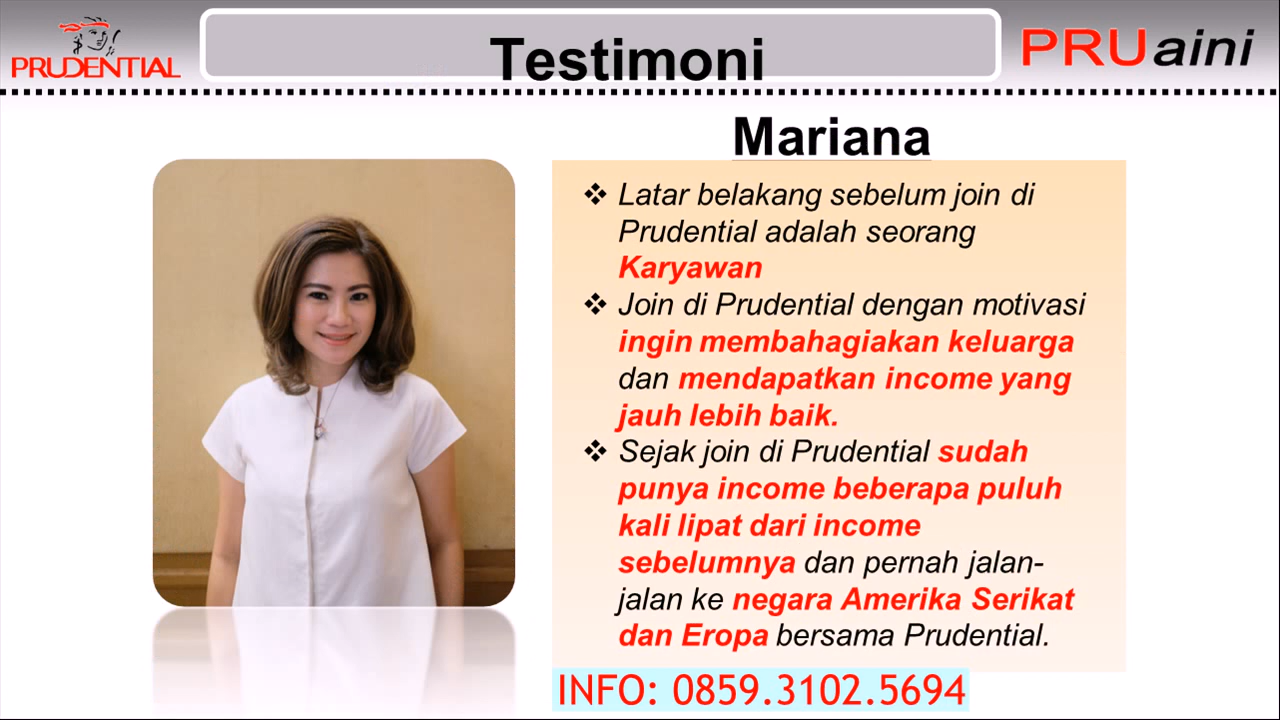 PRUDENTIAL
Testimoni
PRUaini
Mariana
❖ Latar belakang sebelum join di
Prudential adalah seorang
Karyawan
❖ Join di Prudential dengan motivasi
ingin membahagiakan keluarga
dan mendapatkan income yang
jauh lebih baik.
❖ Sejak join di Prudential sudah
punya income beberapa puluh
kali lipat dari income
sebelumnya dan pernah jalan-
jalan ke negara Amerika Serikat
dan Eropa bersama Prudential.
INFO: 0859.3102.5694